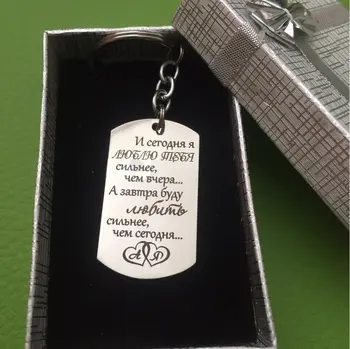 И сегодня я
ЛЮБЛЮ ТЕБЯ
сильнее,
чем вчера...
А завтра буду
любить
сильнее,
чем сегодня...
А Я